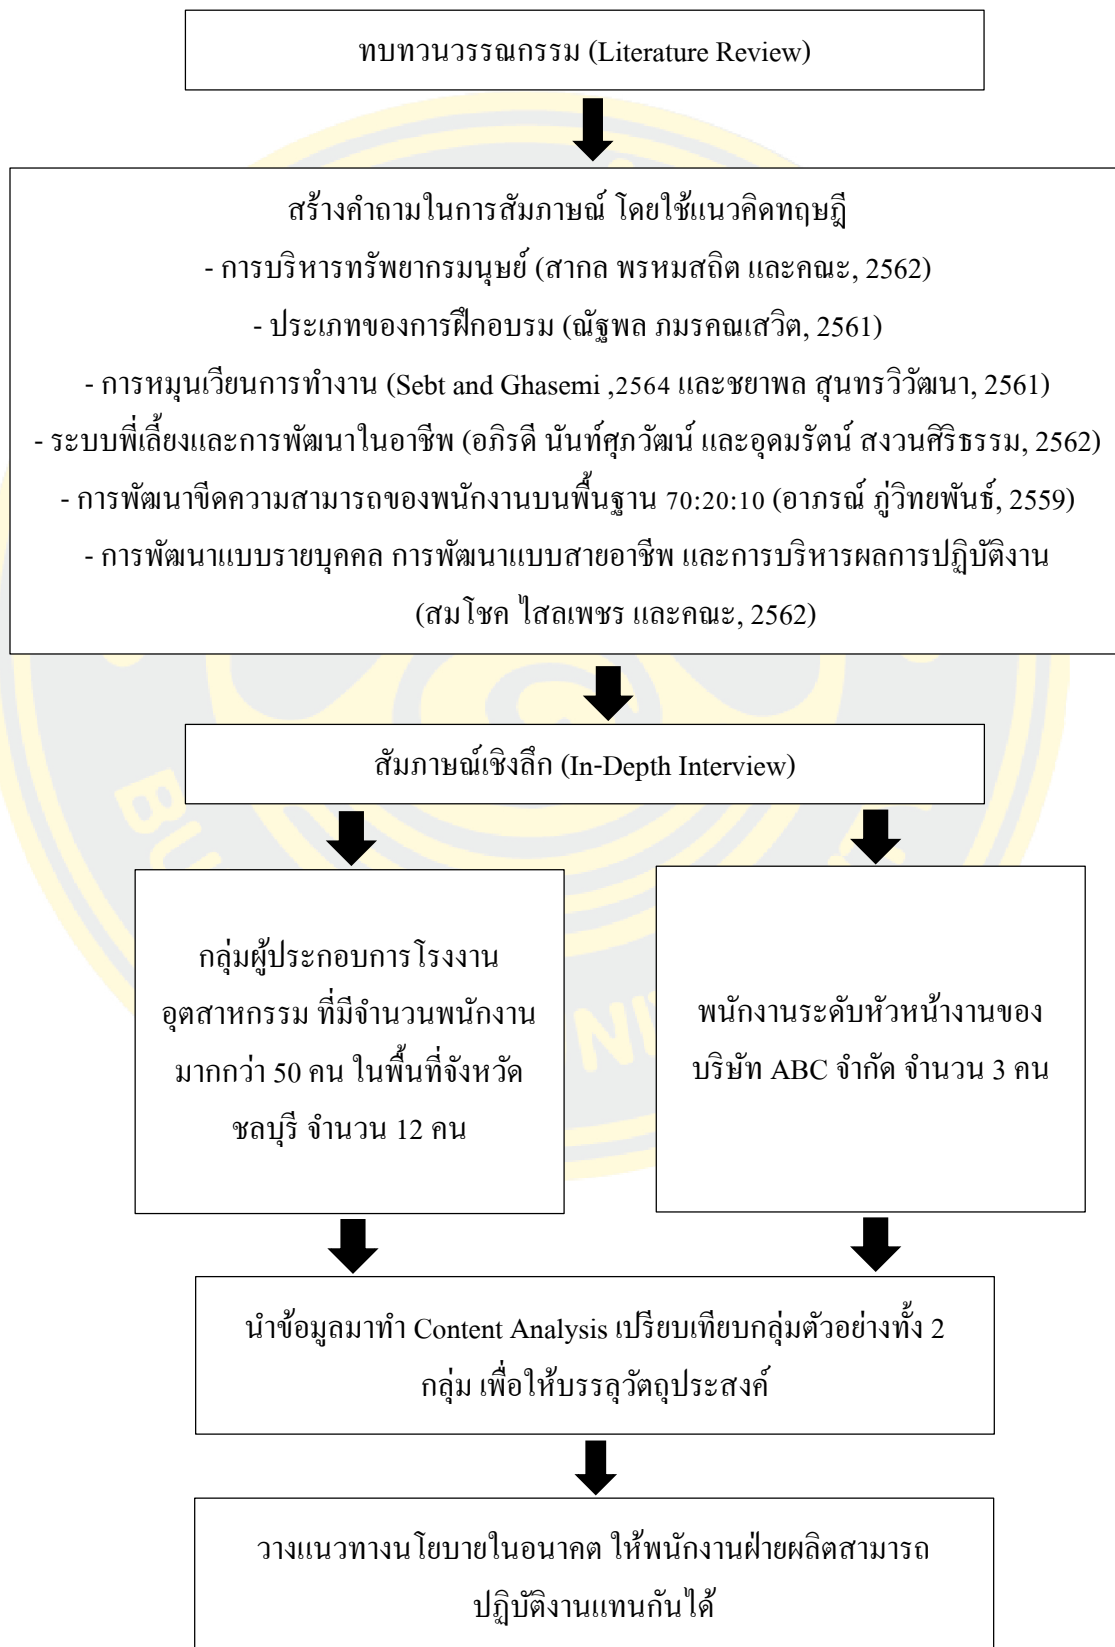 ทบทวนวรรณกรรม (Literature Review)
สร้างคำถามในการสัมภาษณ์ โดยใช้แนวคิดทฤษฎี
- การบริหารทรัพยากรมนุษย์ (สากล พรหมสถิต และคณะ, 2562)
- ประเภทของการฝึกอบรม (ณัฐพล ภมรคณเสวิต, 2561)
- การหมุนเวียนการทำงาน (Sebt and Ghasemi ,2564 และชยาพล สุนทรวิวัฒนา, 2561)
- ระบบพี่เลี้ยงและการพัฒนาในอาชีพ (อภิรดี นันท์ศุภวัฒน์ และอุดมรัตน์ สงวนศิริธรรม, 2562)
- การพัฒนาขีดความสามารถของพนักงานบนพื้นฐาน 70:20:10 (อาภรณ์ ภู่วิทยพันธ์, 2559)
- การพัฒนาแบบรายบุคคล การพัฒนาแบบสายอาชีพ และการบริหารผลการปฏิบัติงาน
(สมโชค ไสลเพชร และคณะ, 2562)
สัมภาษณ์เชิงลึก (In-Depth Interview)
กลุ่มผู้ประกอบการโรงงาน
อุตสาหกรรม ที่มีจำนวนพนักงาน
มากกว่า 50 คน ในพื้นที่จังหวัด
ชลบุรี จำนวน 12 คน
พนักงานระดับหัวหน้างานของ
บริษัท ABC จำกัด จำนวน 3 คน
นำข้อมูลมาทำ Content Analysis เปรียบเทียบกลุ่มตัวอย่างทั้ง 2
กลุ่ม เพื่อให้บรรลุวัตถุประสงค์
วางแนวทางนโยบายในอนาคต ให้พนักงานฝ่ายผลิตสามารถ
ปฏิบัติงานแทนกันได้